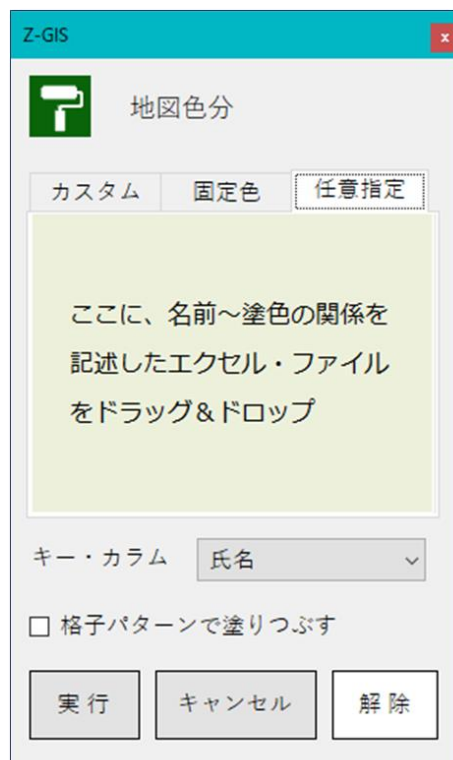 Z-GIS
x
地図色分
カスタム 固定色 任意指定
ここに、名前～塗色の関係を
記述したエクセル・ファイル
をドラッグ&ドロップ
キー・カラム 氏名
格子パターンで塗りつぶす
実行 キャンセル 解除